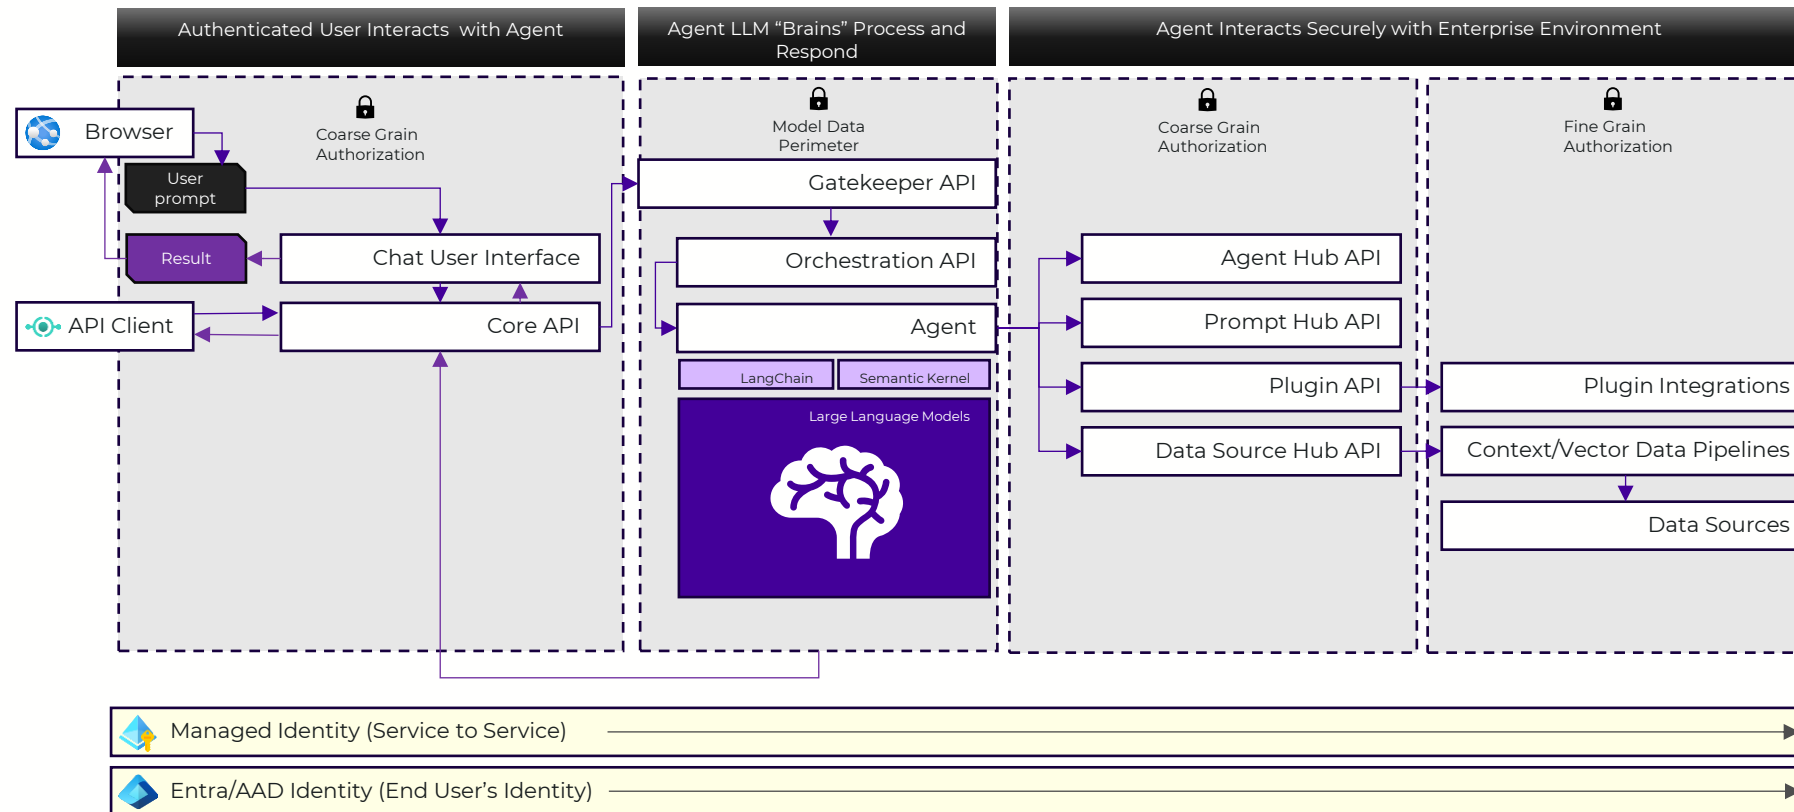 Authenticated User Interacts with Agent
Agent LLM “Brains” Process and
Respond
Agent Interacts Securely with Enterprise Environment
Coarse Grain
Authorization
Model Data
Perimeter
Coarse Grain
Authorization
Fine Grain
Authorization
Browser
User
prompt
Result
Chat User Interface
API Client
Core API
Gatekeeper API
Orchestration API
Agent
LangChain
Semantic Kernel
Large Language Models
Agent Hub API
Prompt Hub API
Plugin API
Data Source Hub API
Plugin Integrations
Context/Vector Data Pipelines
Data Sources
Managed Identity (Service to Service)
Entra/AAD Identity (End User’s Identity)